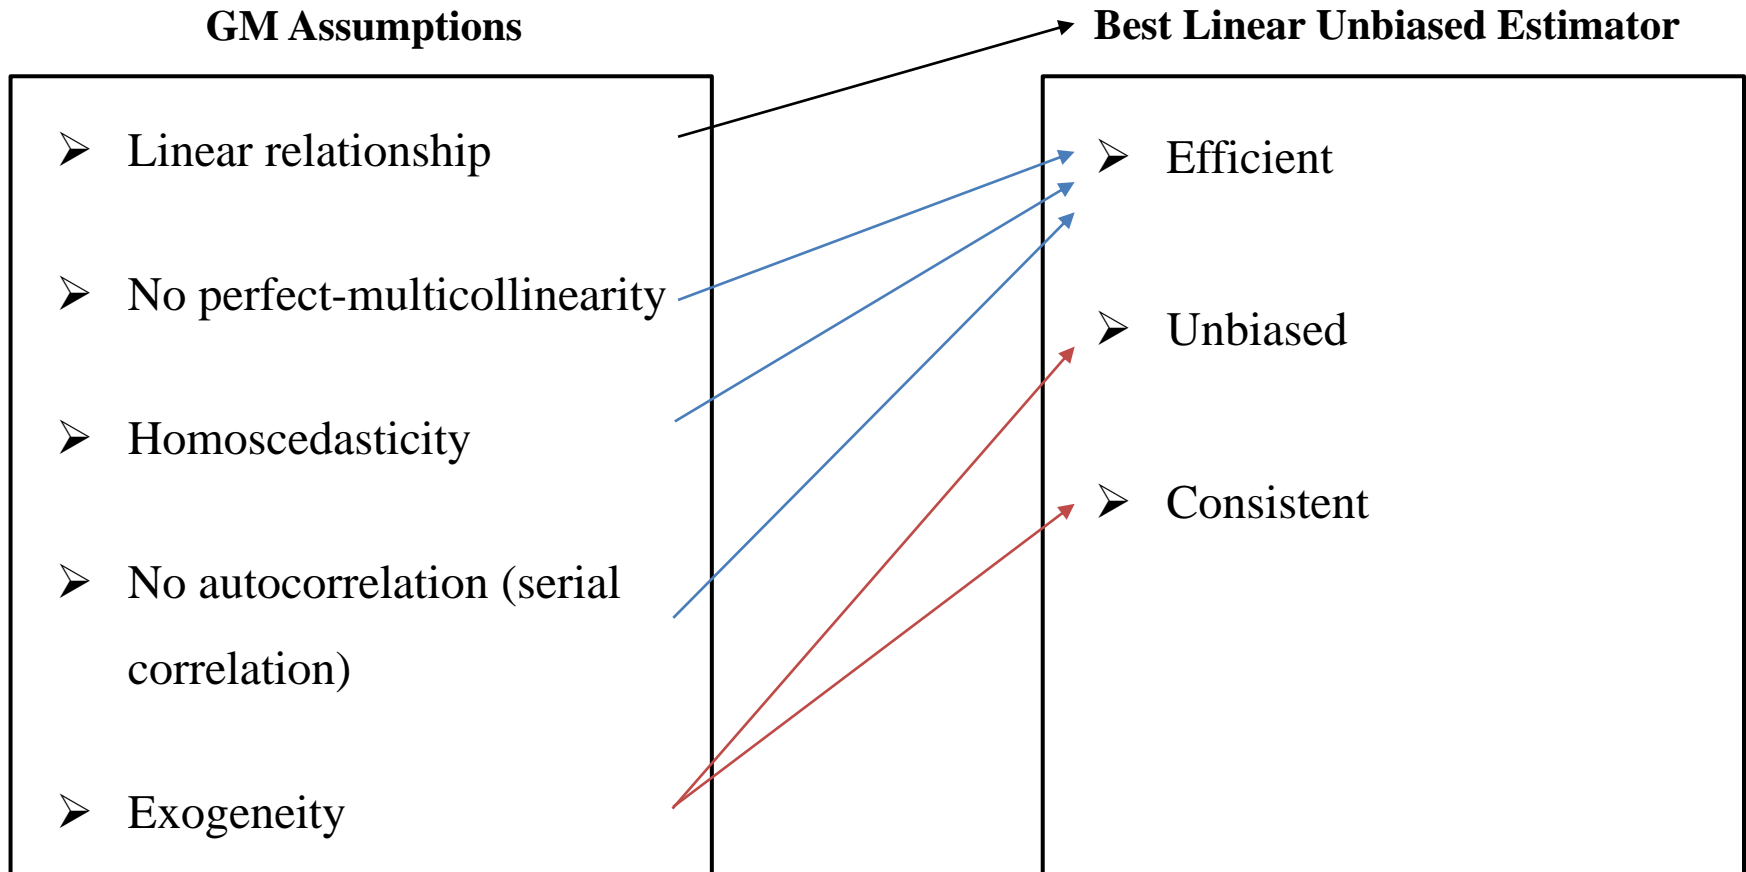 GM Assumptions
Best Linear Unbiased Estimator
➢ Linear relationship
➢ No perfect-multicollinearity
➢ Homoscedasticity
➢ No autocorrelation (serial
correlation)
➢ Exogeneity
➢ Efficient
➢ Unbiased
➢ Consistent